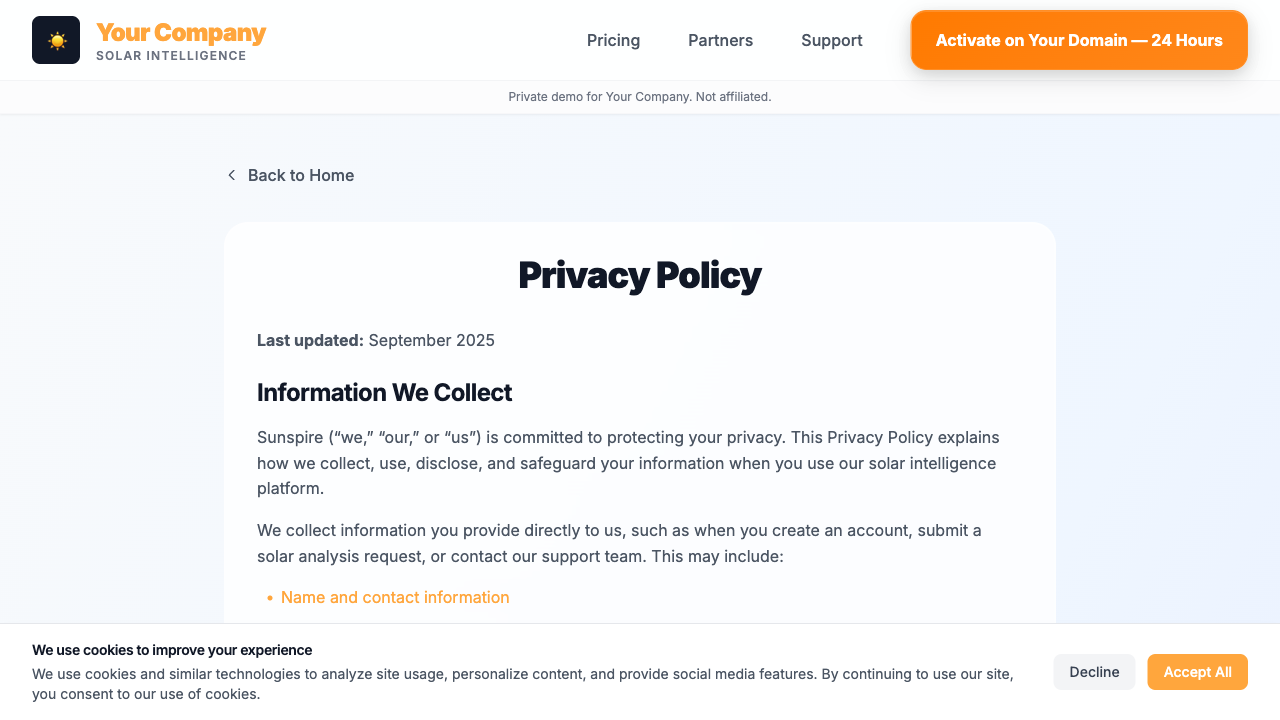 Your Company
SOLAR INTELLIGENCE
Pricing
Partners
Support
Activate on Your Domain — 24 Hours
Private demo for Your Company. Not affiliated.
Back to Home
Privacy Policy
Last updated: September 2025
Information We Collect
Sunspire (“we,” “our,” or “us”) is committed to protecting your privacy. This Privacy Policy explains
how we collect, use, disclose, and safeguard your information when you use our solar intelligence
platform.
We collect information you provide directly to us, such as when you create an account, submit a
solar analysis request, or contact our support team. This may include:
• Name and contact information
We use cookies to improve your experience
We use cookies and similar technologies to analyze site usage, personalize content, and provide social media features. By continuing to use our site,
you consent to our use of cookies.
Decline
Accept All